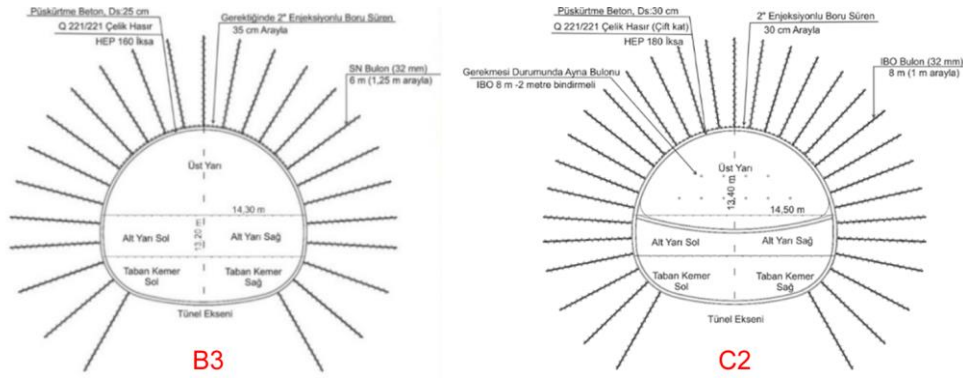 Püskürtme Beton, Ds:25 cm
Q 221/221 Çelik Hasır
HEP 160 İksa
Gerektiğinde 2" Enjeksiyonlu Boru Süren
35 cm Arayla
SN Bulon (32 mm)
6 m (1,25 m arayla)
Üst Yarı
14,30 m
13,20 m
Alt Yarı Sol
Alt Yarı Sağ
Taban Kemer
Sol
Taban Kemer
Sağ
Tünel Ekseni
B3
Püskürtme Beton, Ds:30 cm
Q 221/221 Çelik Hasır (Çift kat)
HEP 180 İksa
2" Enjeksiyonlu Boru Süren
30 cm Arayla
Gerekmesi Durumunda Ayna Bulonu
IBO 8 m -2 metre bindirmeli
IBO Bulon (32 mm)
8 m (1 m arayla)
Üst Yarı
13,40 m
14,50 m
Alt Yarı Sol
Alt Yarı Sağ
Taban Kemer
Sol
Taban Kemer
Sağ
Tünel Ekseni
C2